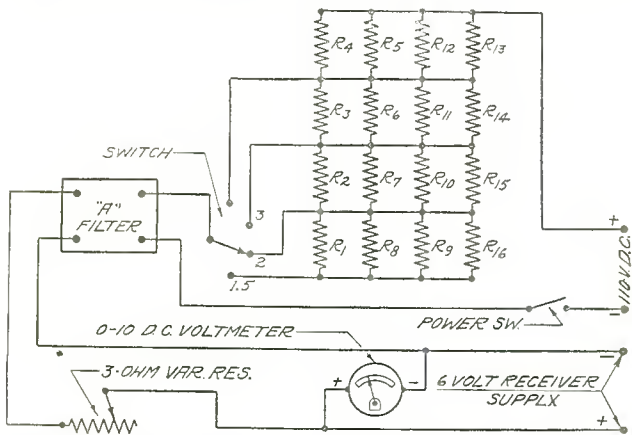 R4 R5 R12 R13
R3 R6 R11 R14
SWITCH
"A"
FILTER
3
R2 R7 R10 R15
2
R1 R8 R9 R16
1.5
+
110 V.D.C.
-
POWER SW.
0-10 D.C. VOLTMETER
3-OHM VAR. RES.
+ -
-
6 VOLT RECEIVER
SUPPLY
+